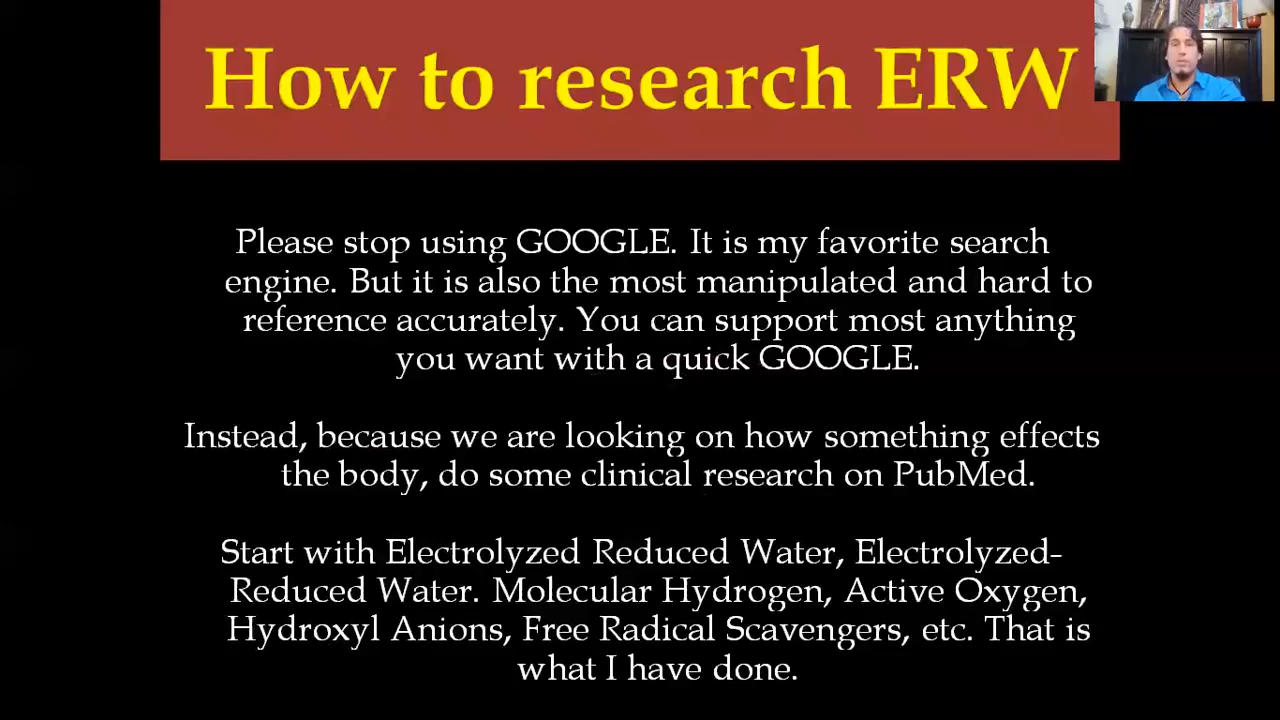 How to research ERW
Please stop using GOOGLE. It is my favorite search
engine. But it is also the most manipulated and hard to
reference accurately. You can support most anything
you want with a quick GOOGLE.
Instead, because we are looking on how something effects
the body, do some clinical research on PubMed.
Start with Electrolyzed Reduced Water, Electrolyzed-
Reduced Water. Molecular Hydrogen, Active Oxygen,
Hydroxyl Anions, Free Radical Scavengers, etc. That is
what I have done.